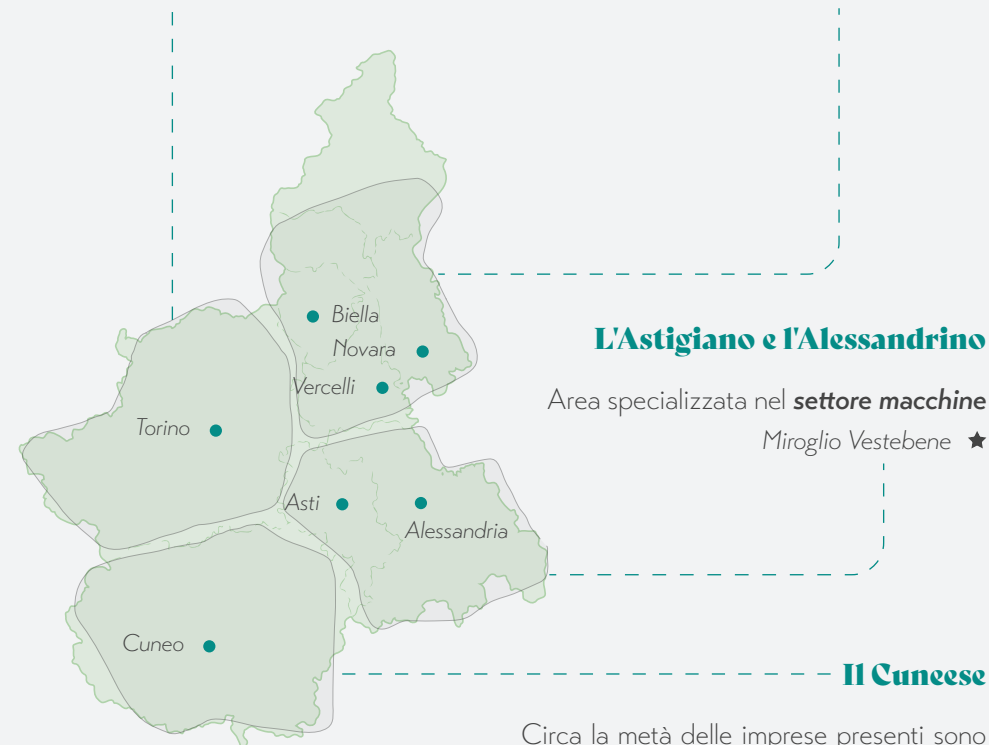 Biella
Novara
Vercelli
Torino
Asti
Alessandria
Cuneo
L'Astigiano e l'Alessandrino
Area specializzata nel settore macchine
Miroglio Vestebene ★
Il Cuneese
Circa la metà delle imprese presenti sono